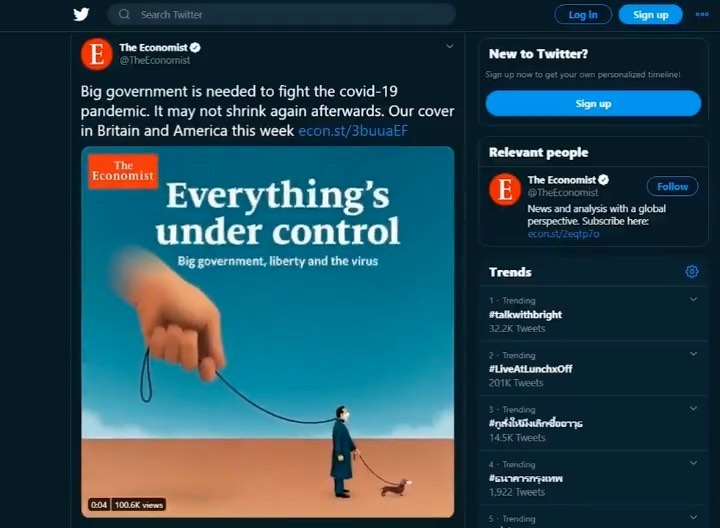 Search Twitter
Log in
Sign up
The Economist
@TheEconomist
Big government is needed to fight the covid-19
pandemic. It may not shrink again afterwards. Our cover
in Britain and America this week econ.st/3buuaEF
The
Economist
Everything's
under control
Big government, liberty and the virus
0:04
100.6K views
New to Twitter?
Sign up now to get your own personalized timeline!
Sign up
Relevant people
The Economist
@TheEconomist
Follow
News and analysis with a global
perspective. Subscribe here:
econ.st/2eqfp7o
Trends
1 · Trending
#talkwithbright
32.2K Tweets
2 · Trending
#LiveAtLunchxOff
201K Tweets
3 · Trending
#กูสั่งให้มึงเลิกซื้ออาวุธ
14.5K Tweets
4 · Trending
#ธนาคารกรุงเทพ
1,922 Tweets
5 · Trending